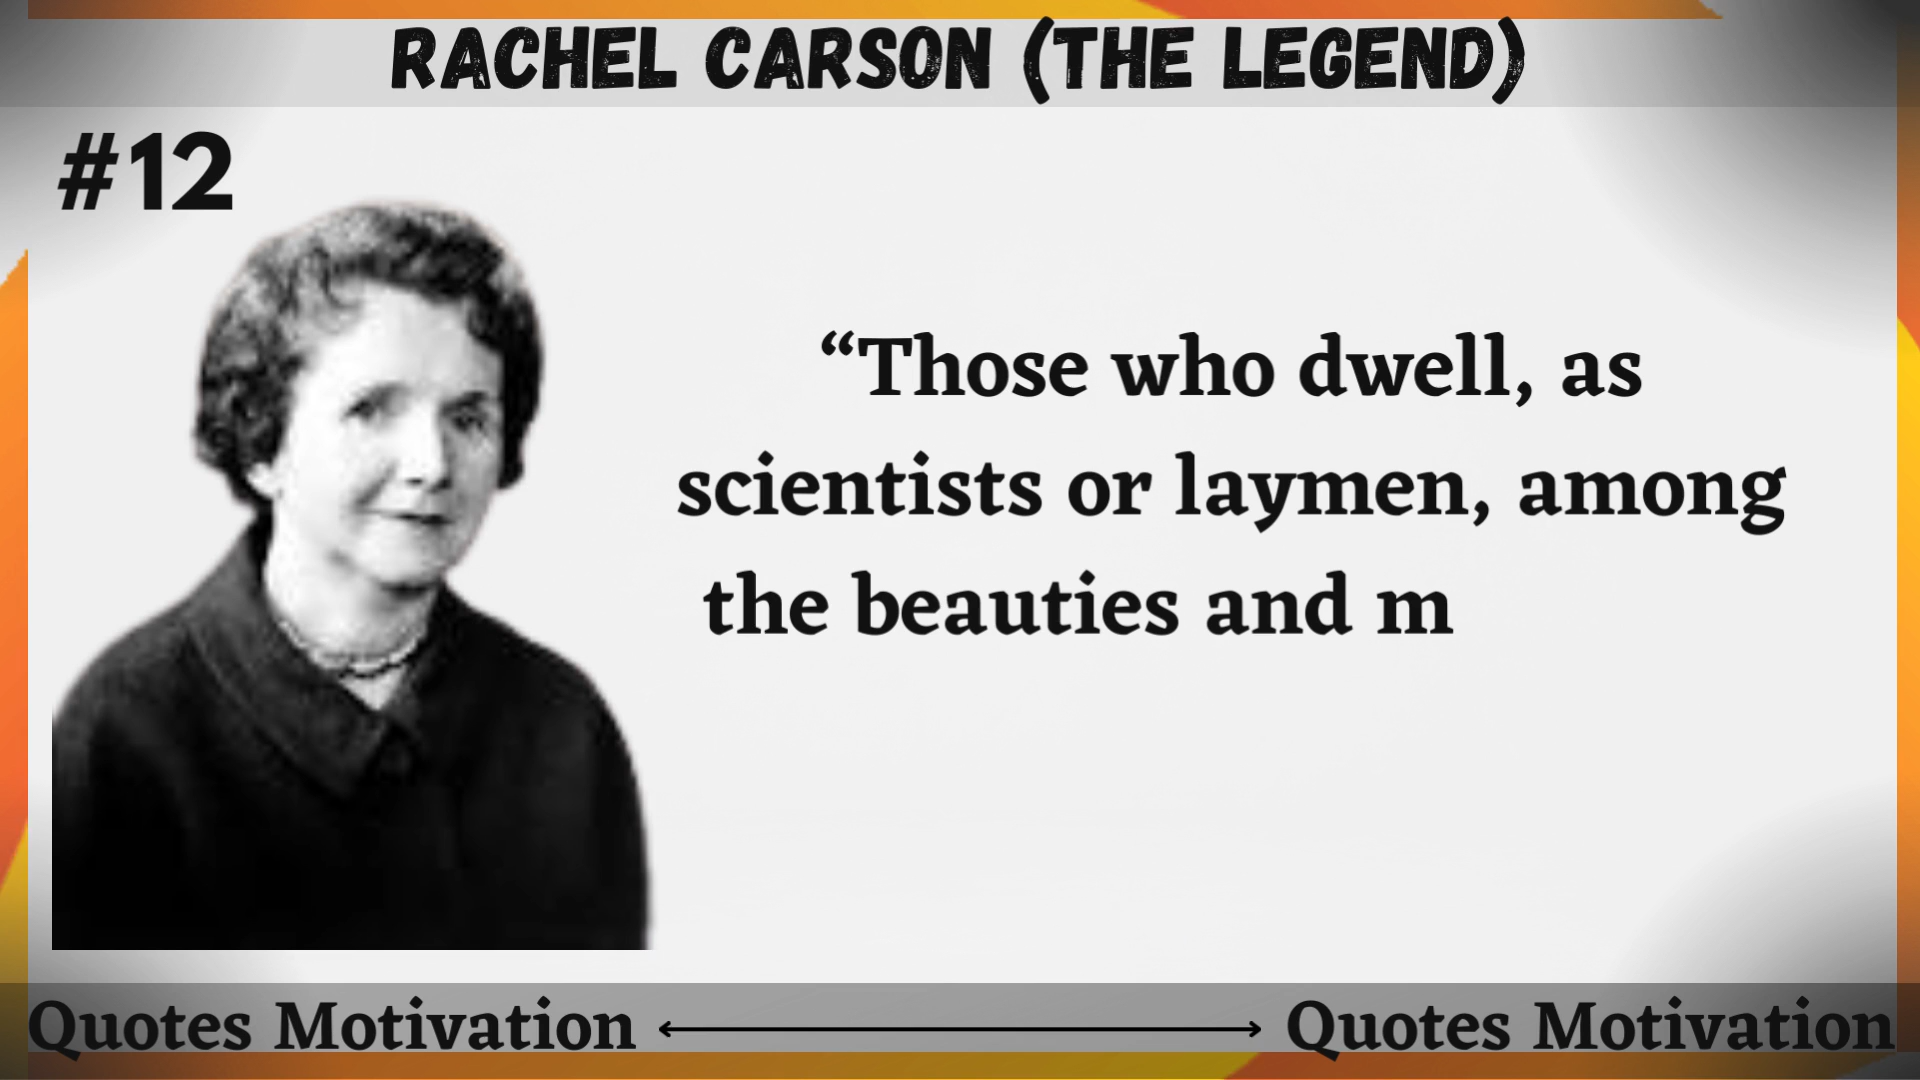 RACHEL CARSON (THE LEGEND)
#12
“Those who dwell, as
scientists or laymen, among
the beauties and m
Quotes Motivation
Quotes Motivation